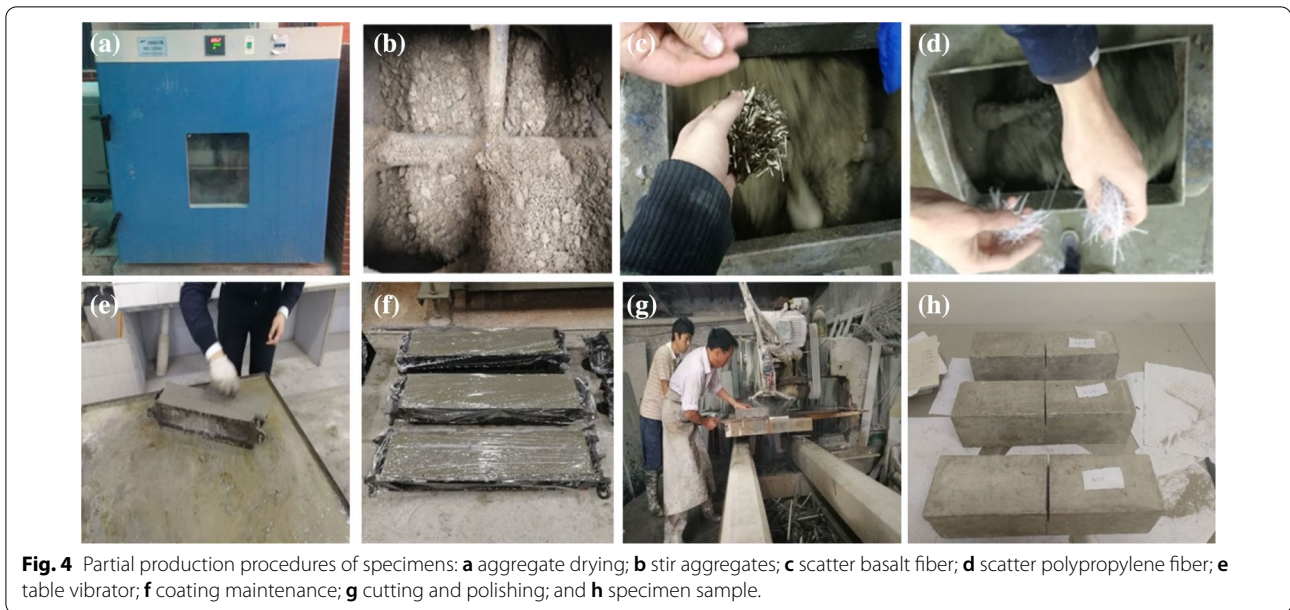 (a)
(b)
(c)
(d)
(e)
(f)
(g)
(h)
Fig. 4 Partial production procedures of specimens: a aggregate drying; b stir aggregates; c scatter basalt fiber; d scatter polypropylene fiber; e
table vibrator; f coating maintenance; g cutting and polishing; and h specimen sample.